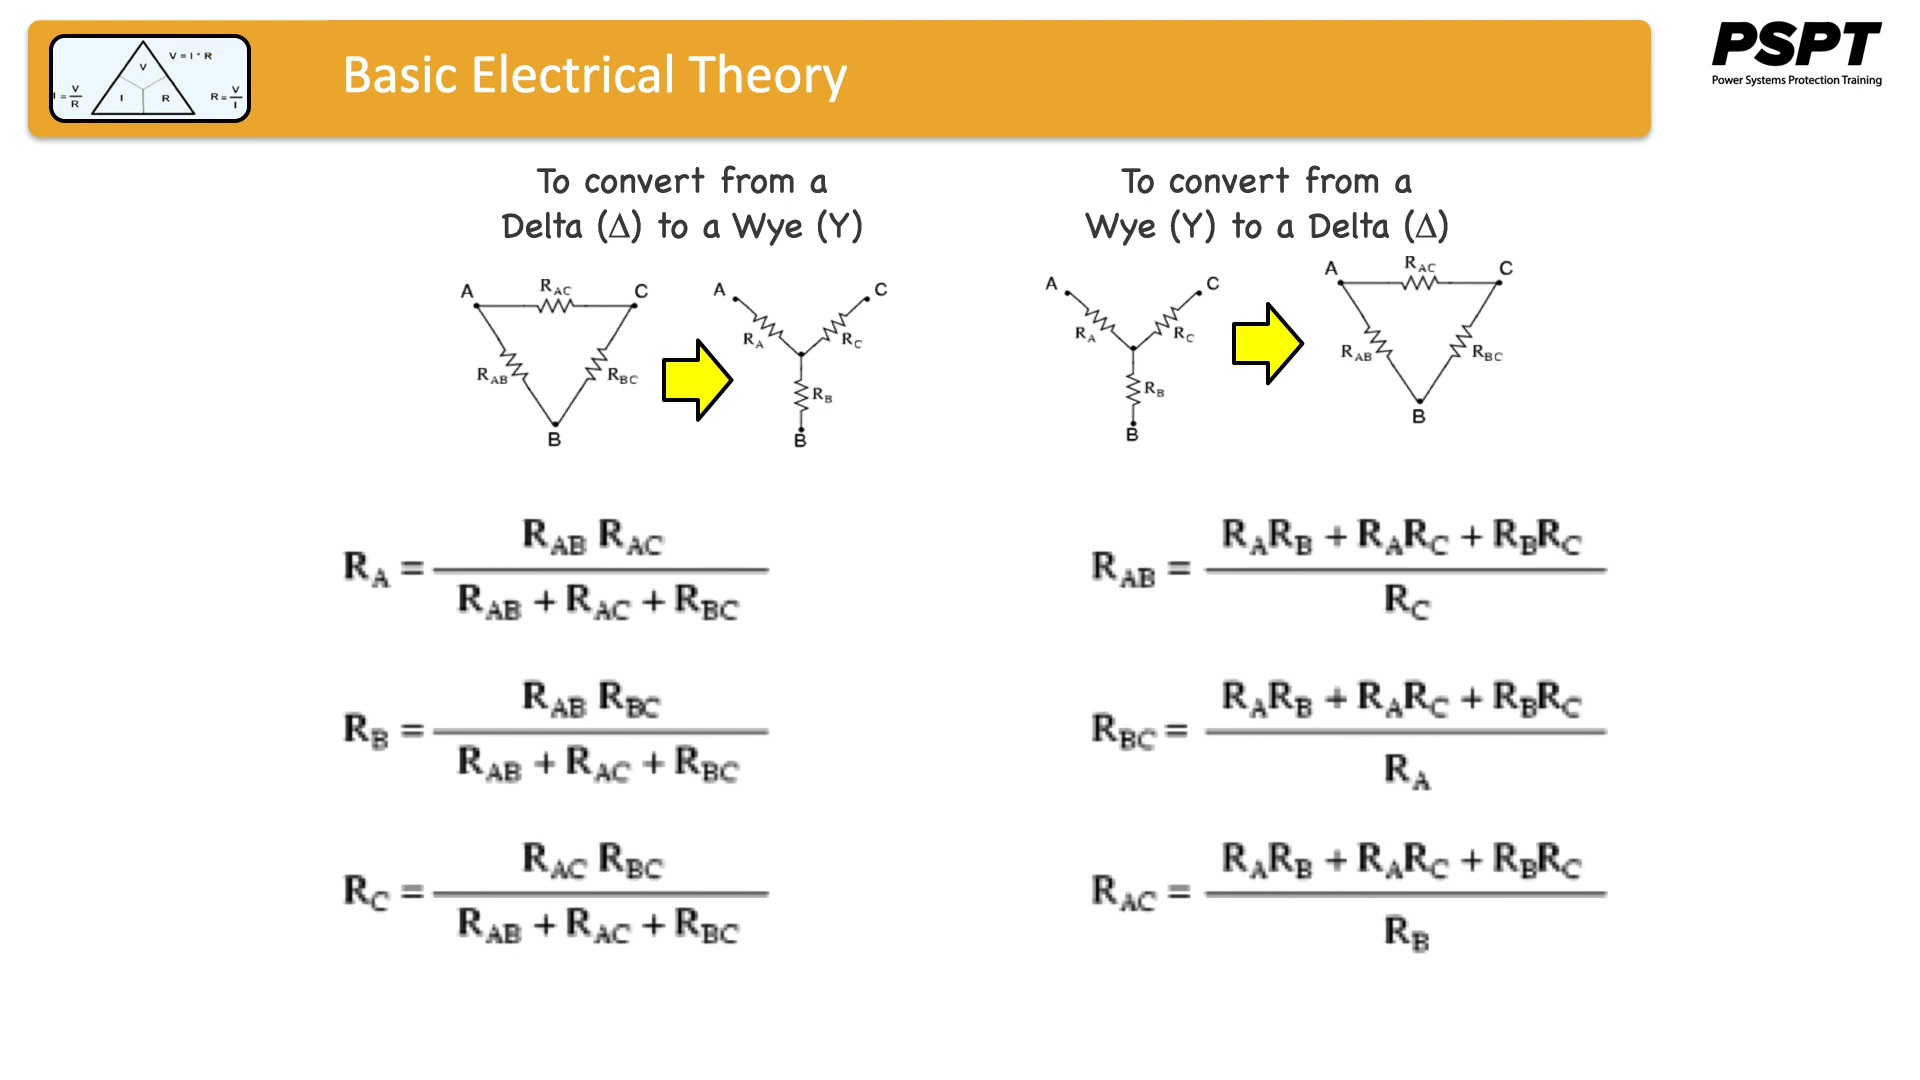 V
V = I * R
I = V/R
I
R
R = V/I
Basic Electrical Theory
PSPT
Power Systems Protection Training
To convert from a
Delta (Δ) to a Wye (Y)
A
R_AC
C
R_AB
R_BC
B
A
C
R_A
R_C
R_B
B
To convert from a
Wye (Y) to a Delta (Δ)
A
C
R_A
R_C
R_B
B
A
R_AC
C
R_AB
R_BC
B
R_A = R_AB R_AC / R_AB + R_AC + R_BC
R_B = R_AB R_BC / R_AB + R_AC + R_BC
R_C = R_AC R_BC / R_AB + R_AC + R_BC
R_AB = R_A R_B + R_A R_C + R_B R_C / R_C
R_BC = R_A R_B + R_A R_C + R_B R_C / R_A
R_AC = R_A R_B + R_A R_C + R_B R_C / R_B